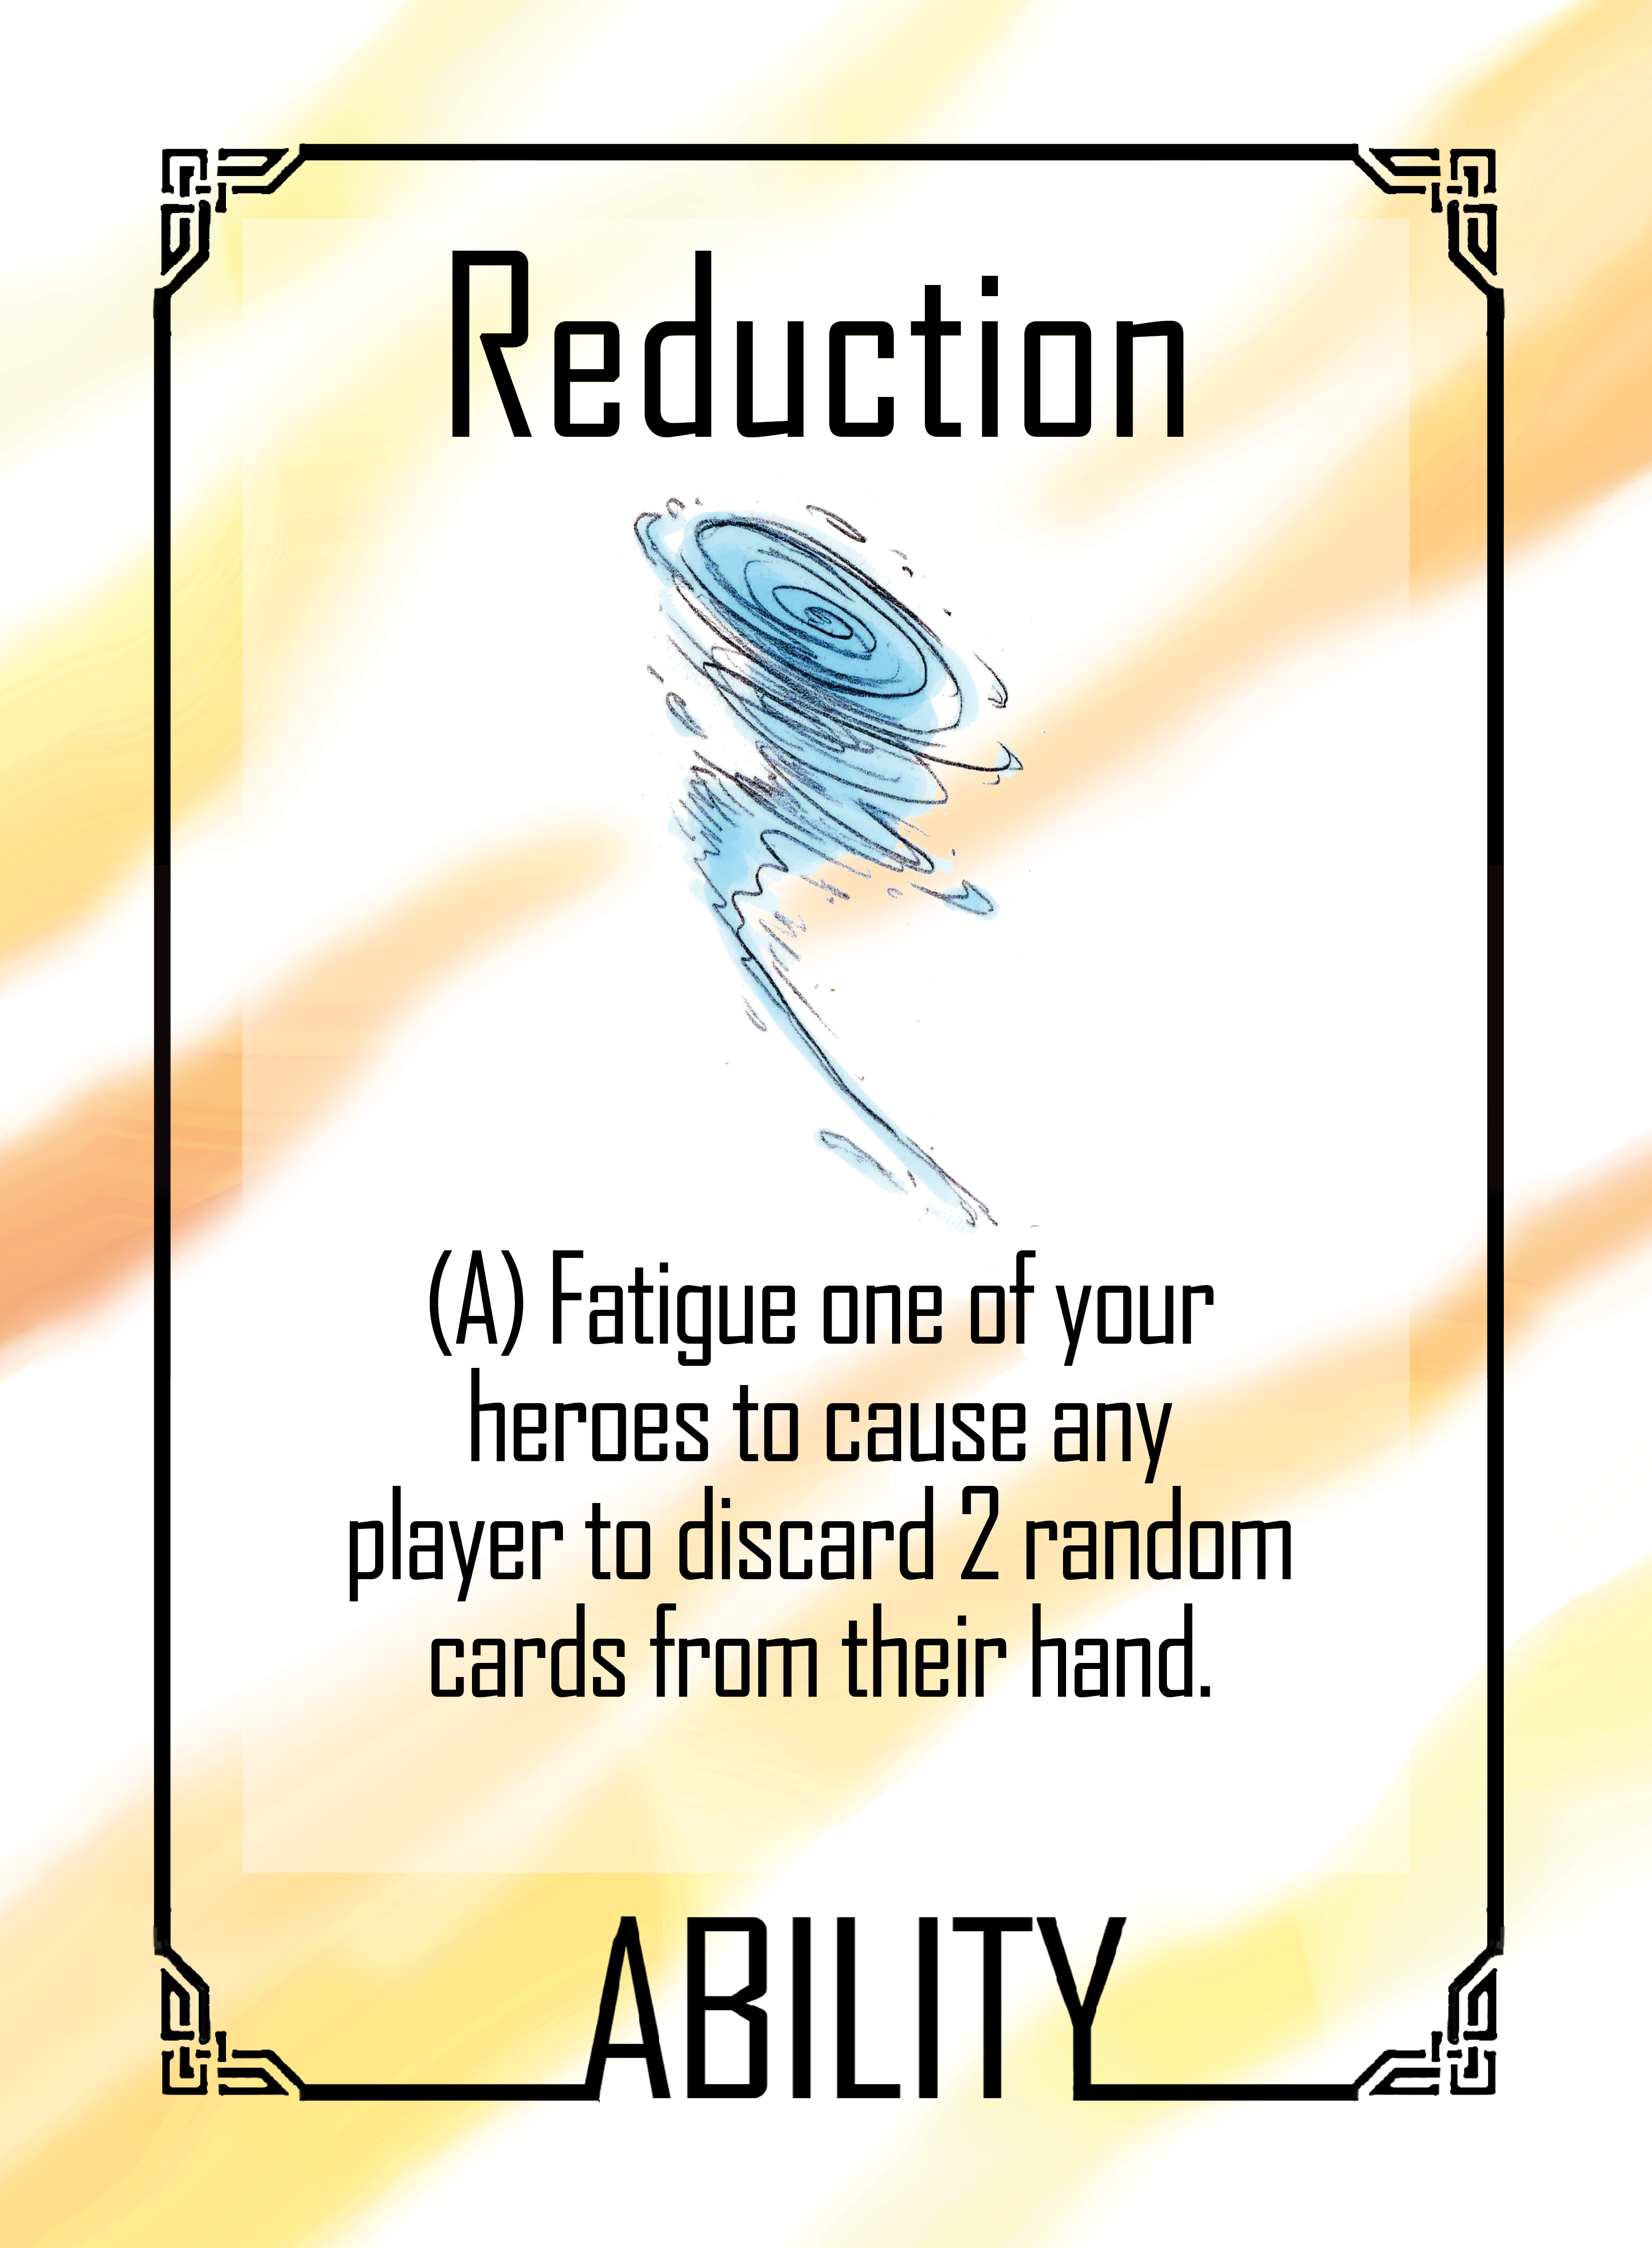 Reduction
(A) Fatigue one of your
heroes to cause any
player to discard 2 random
cards from their hand.
ABILITY